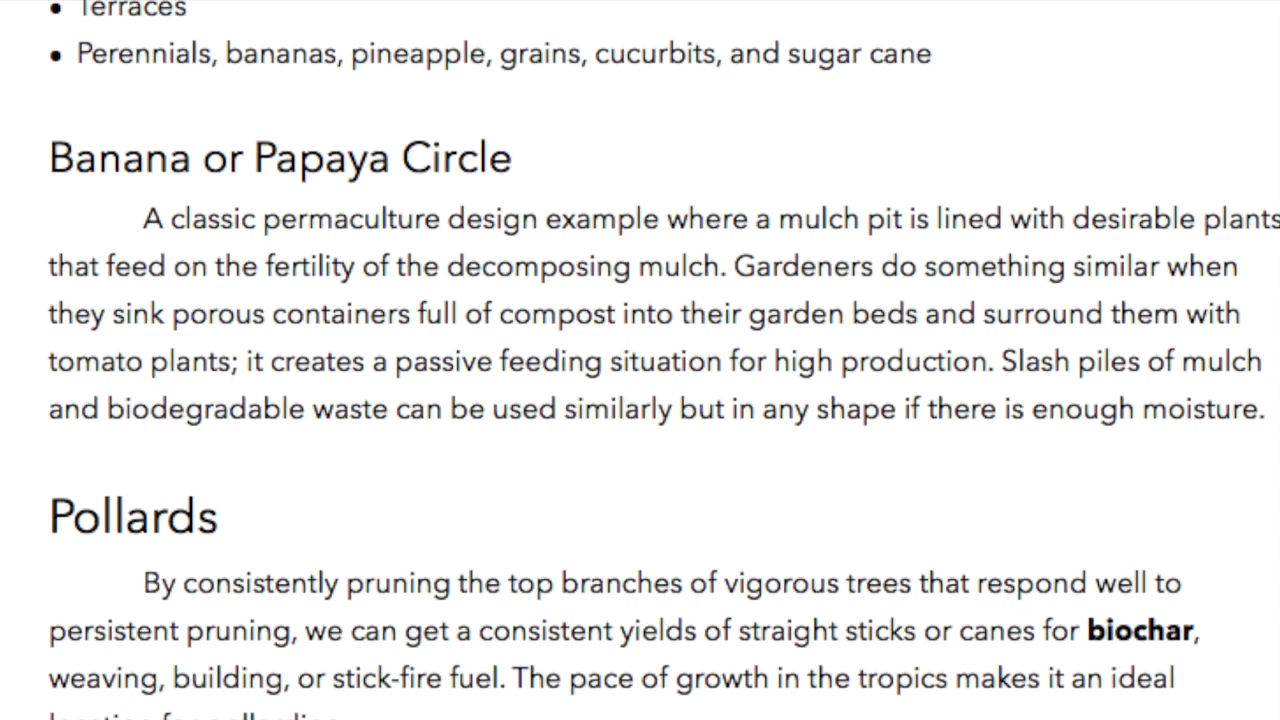 • Terraces
• Perennials, bananas, pineapple, grains, cucurbits, and sugar cane
Banana or Papaya Circle
A classic permaculture design example where a mulch pit is lined with desirable plants
that feed on the fertility of the decomposing mulch. Gardeners do something similar when
they sink porous containers full of compost into their garden beds and surround them with
tomato plants; it creates a passive feeding situation for high production. Slash piles of mulch
and biodegradable waste can be used similarly but in any shape if there is enough moisture.
Pollards
By consistently pruning the top branches of vigorous trees that respond well to
persistent pruning, we can get a consistent yields of straight sticks or canes for biochar,
weaving, building, or stick-fire fuel. The pace of growth in the tropics makes it an ideal